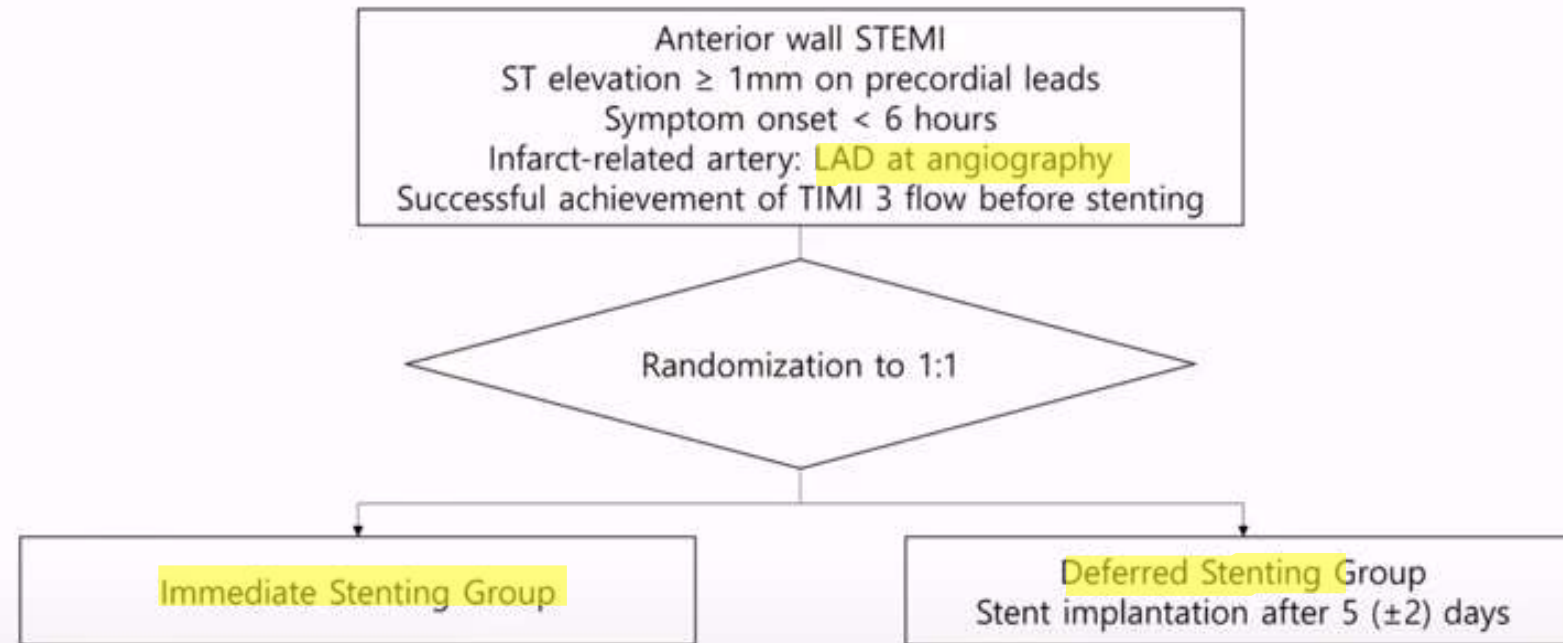 Anterior wall STEMI
ST elevation ≥ 1mm on precordial leads
Symptom onset < 6 hours
Infarct-related artery: LAD at angiography
Successful achievement of TIMI 3 flow before stenting
Randomization to 1:1
Immediate Stenting Group
Deferred Stenting Group
Stent implantation after 5 (±2) days